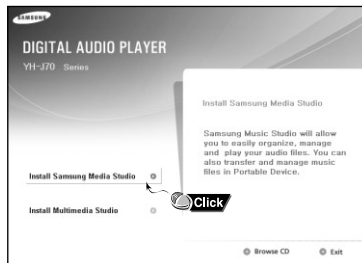 SAMSUNG
DIGITAL AUDIO PLAYER
YH-J70 Series
Install Samsung Media Studio
Samsung Music Studio will allow
you to easily organize, manage
and play your audio files. You can
also transfer and manage music
files in Portable Device.
Install Samsung Media Studio
Click
Install Multimedia Studio
Browse CD
Exit